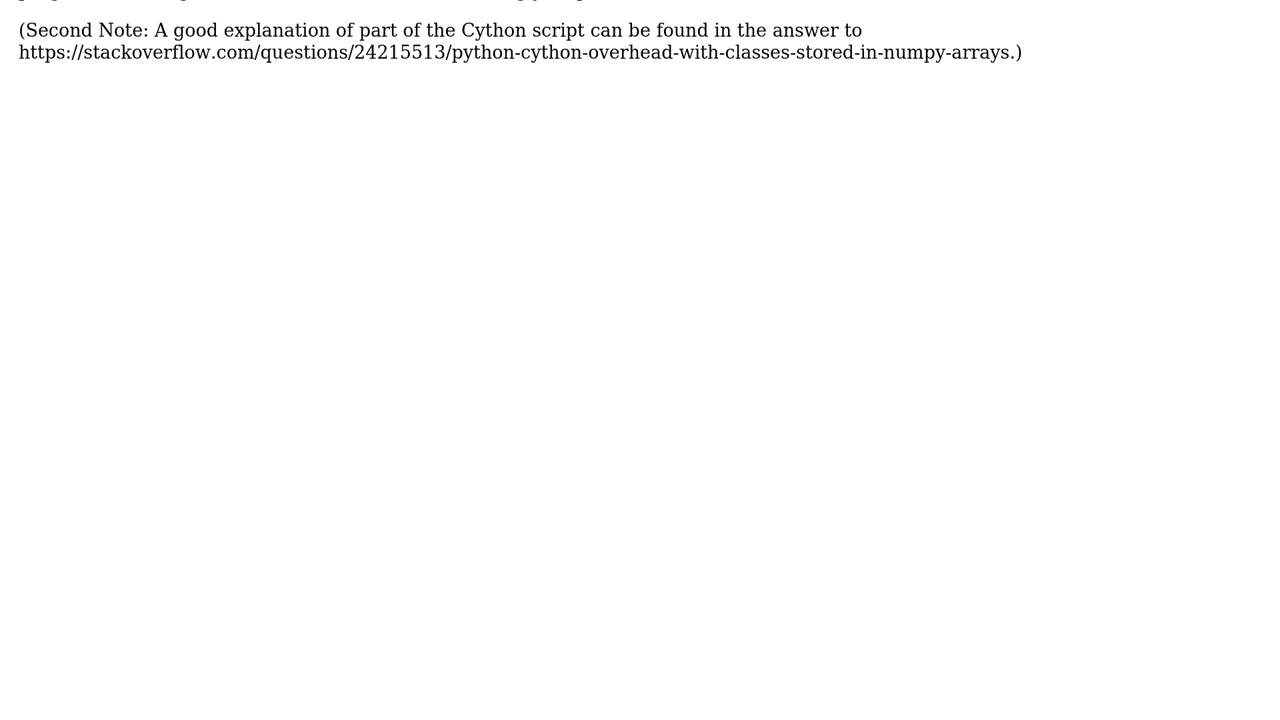 (Second Note: A good explanation of part of the Cython script can be found in the answer to
https://stackoverflow.com/questions/24215513/python-cython-overhead-with-classes-stored-in-numpy-arrays.)